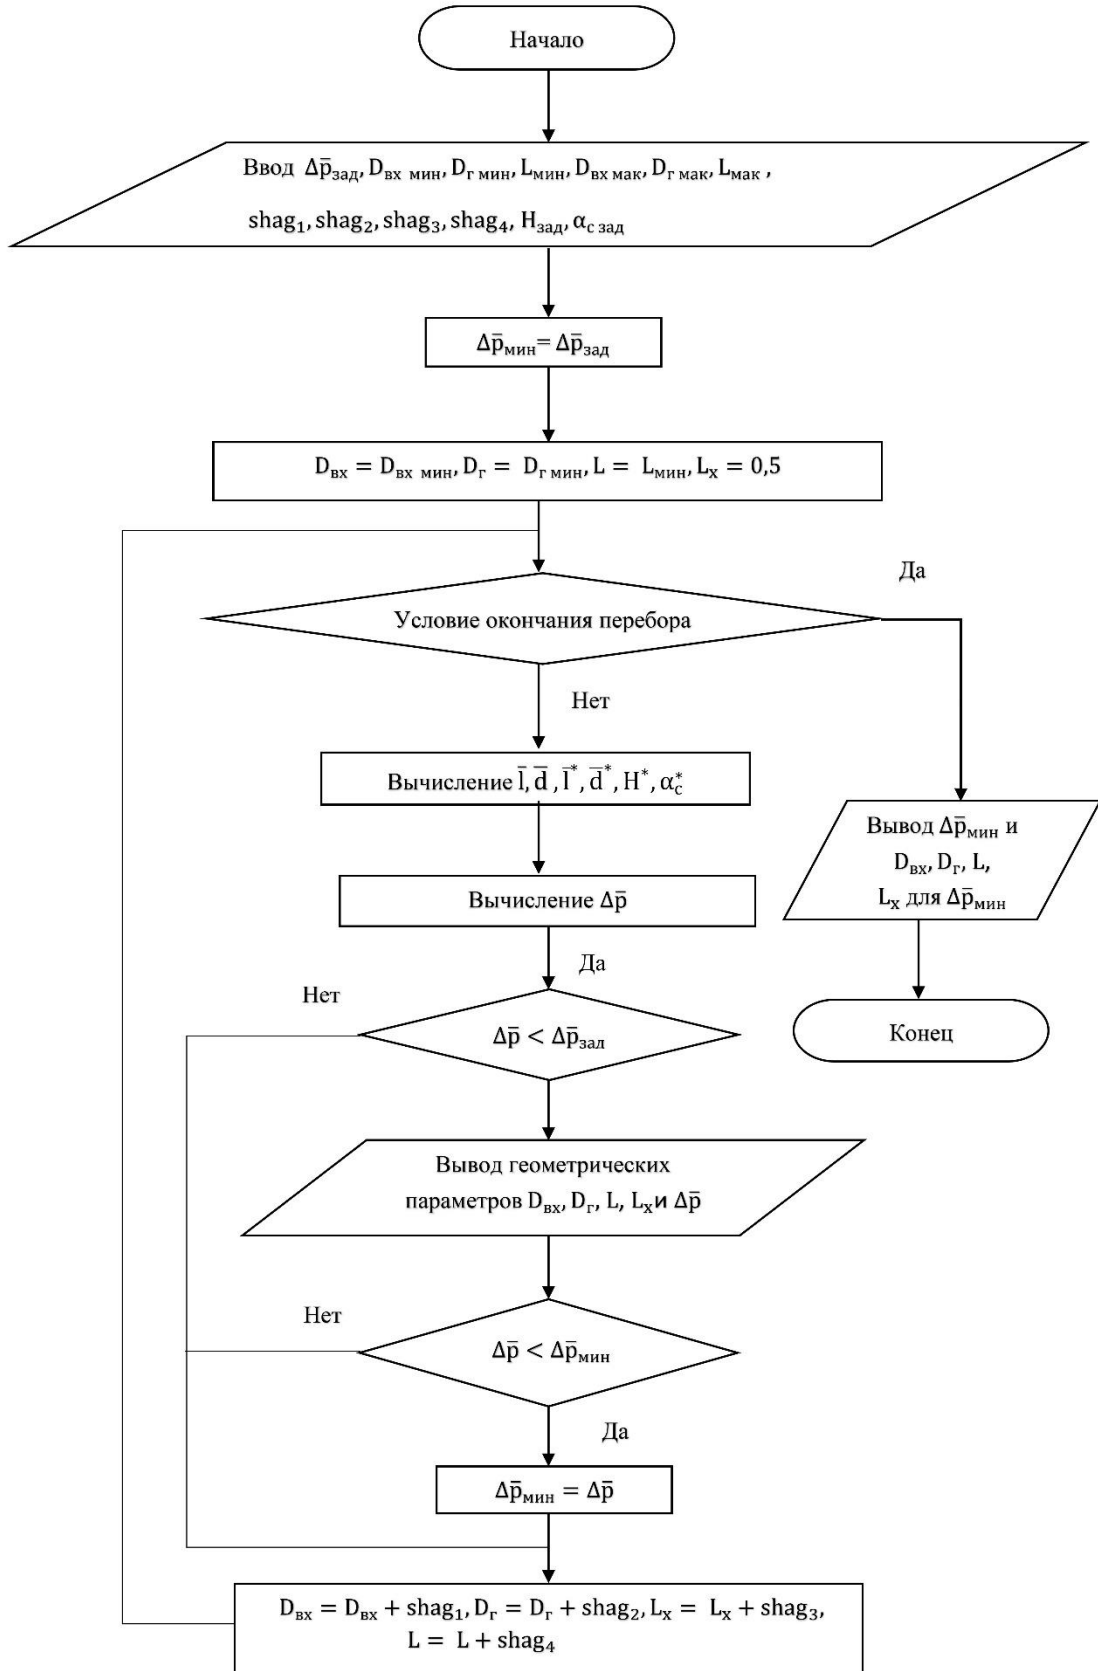 Начало
Ввод Δp̅зад, Dвх мин, Dг мин, Lмин, Dвх мак, Dг мак, Lмак ,
shag₁, shag₂, shag₃, shag₄, Hзад, αс зад
Δp̅мин= Δp̅зад
Dвх = Dвх мин, Dг = Dг мин, L = Lмин, Lх = 0,5
Да
Условие окончания перебора
Нет
Вычисление l̅, d̅ , l̅*, d̅*, H*, αс*
Вывод Δp̅мин и
Dвх, Dг, L,
Lх для Δp̅мин
Вычисление Δp̅
Да
Нет
Δp̅ < Δp̅зал
Конец
Вывод геометрических
параметров Dвх, Dг, L, Lх и Δp̅
Нет
Δp̅ < Δp̅мин
Да
Δp̅мин = Δp̅
Dвх = Dвх + shag₁, Dг = Dг + shag₂, Lх = Lх + shag₃,
L = L + shag₄